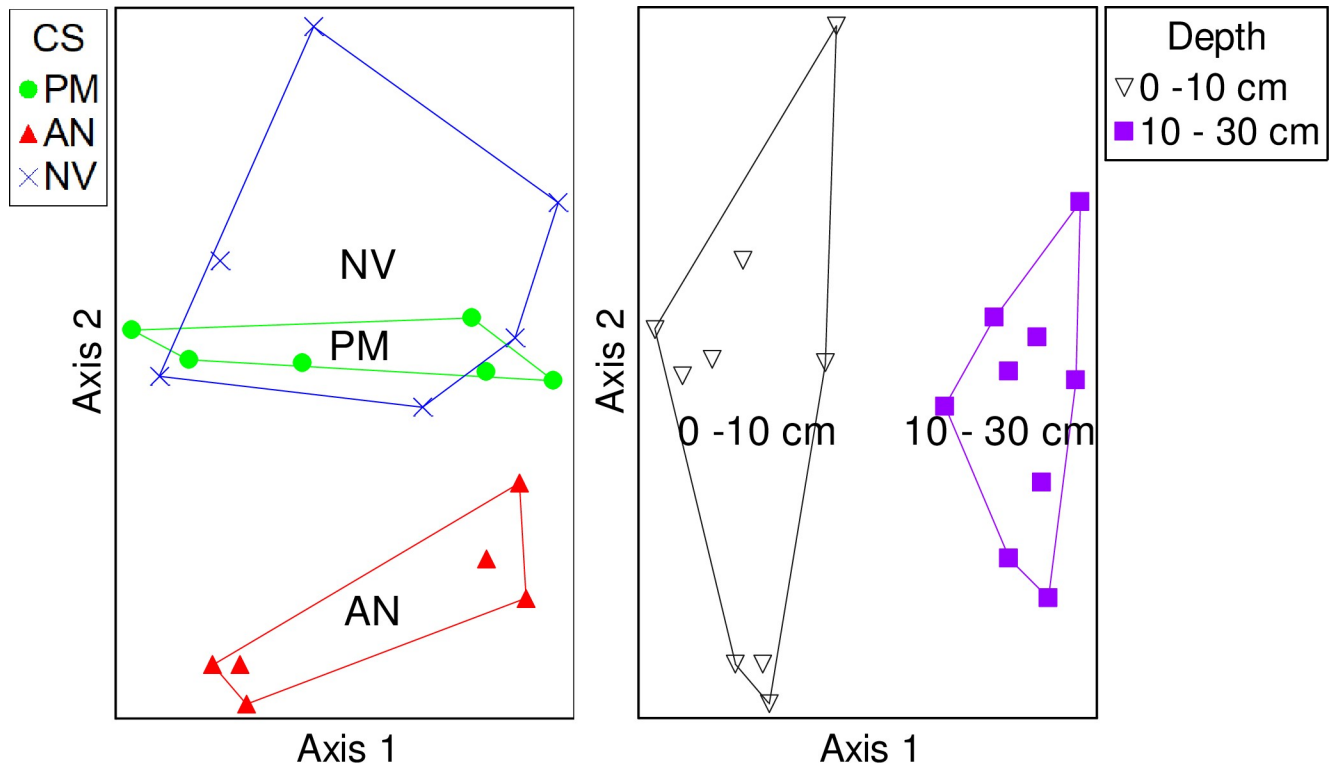 CS
PM
AN
NV
NV
PM
AN
Axis 2
Axis 1
0 -10 cm
10 - 30 cm
Axis 2
Axis 1
Depth
0 -10 cm
10 - 30 cm